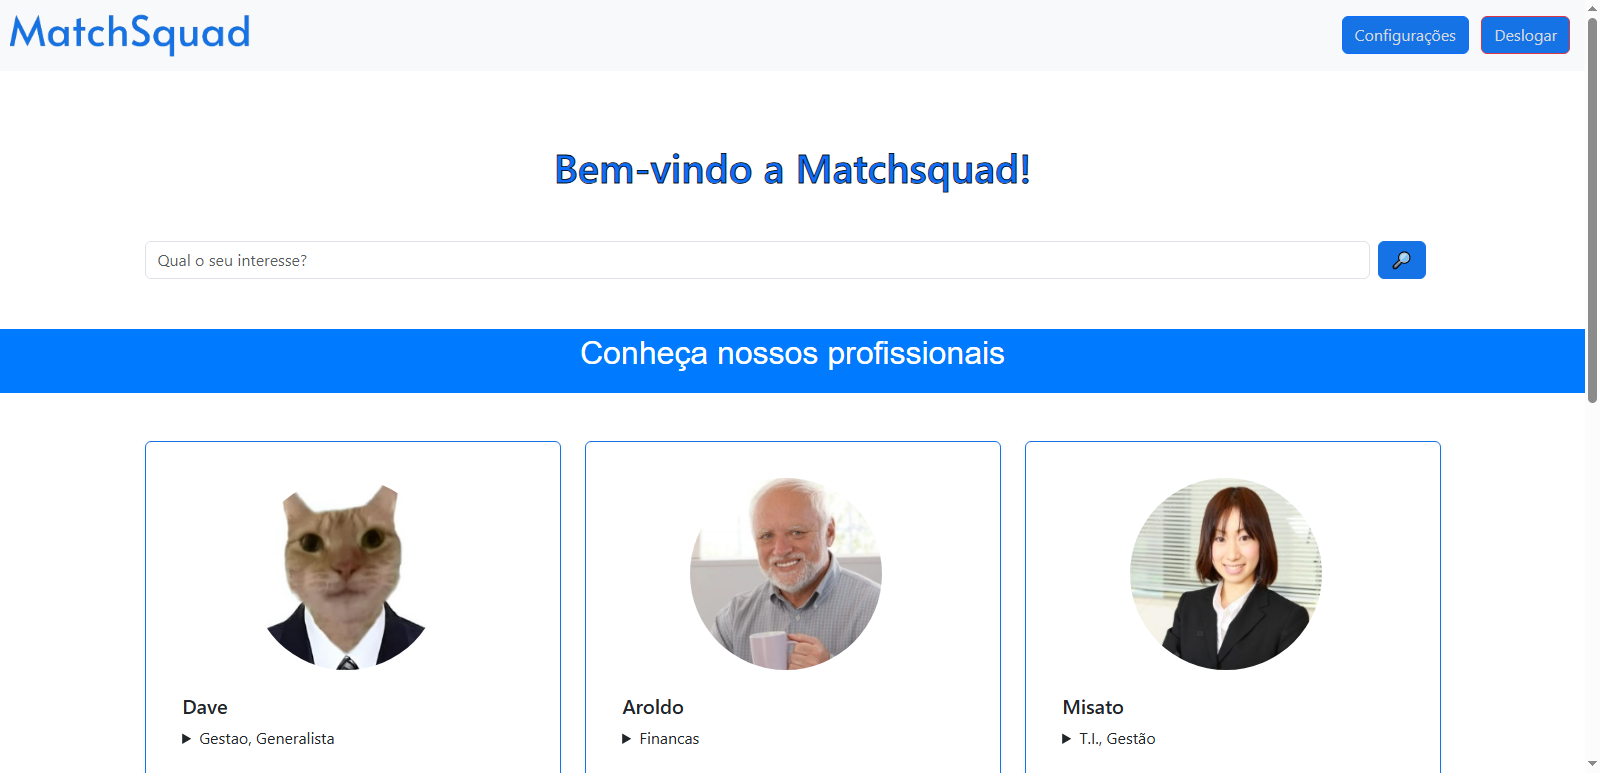 MatchSquad
Configurações
Deslogar
Bem-vindo a Matchsquad!
Qual o seu interesse?
Conheça nossos profissionais
Dave
Gestao, Generalista
Aroldo
Financas
Misato
T.I., Gestão